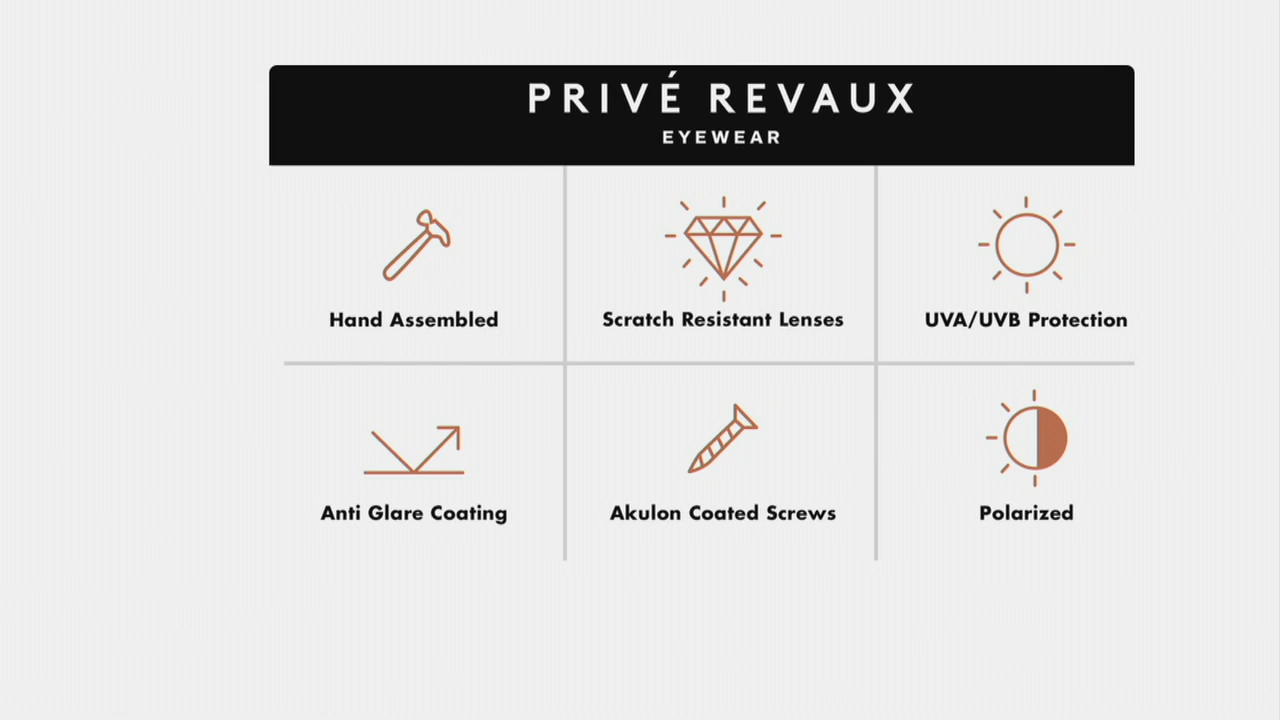 PRIVÉ REVAUX
EYEWEAR
Hand Assembled
Scratch Resistant Lenses
UVA/UVB Protection
Anti Glare Coating
Akulon Coated Screws
Polarized